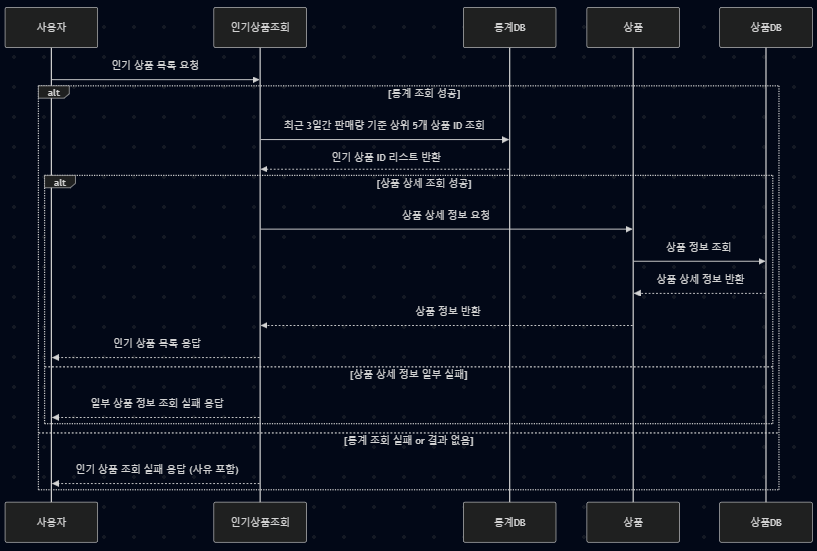 사용자 인기상품조회 통계DB 상품 상품DB
인기 상품 목록 요청
alt [통계 조회 성공]
최근 3일간 판매량 기준 상위 5개 상품 ID 조회
인기 상품 ID 리스트 반환
alt [상품 상세 조회 성공]
상품 상세 정보 요청
상품 정보 조회
상품 상세 정보 반환
상품 정보 반환
인기 상품 목록 응답
[상품 상세 정보 일부 실패]
일부 상품 정보 조회 실패 응답
[통계 조회 실패 or 결과 없음]
인기 상품 조회 실패 응답 (사유 포함)
사용자 인기상품조회 통계DB 상품 상품DB